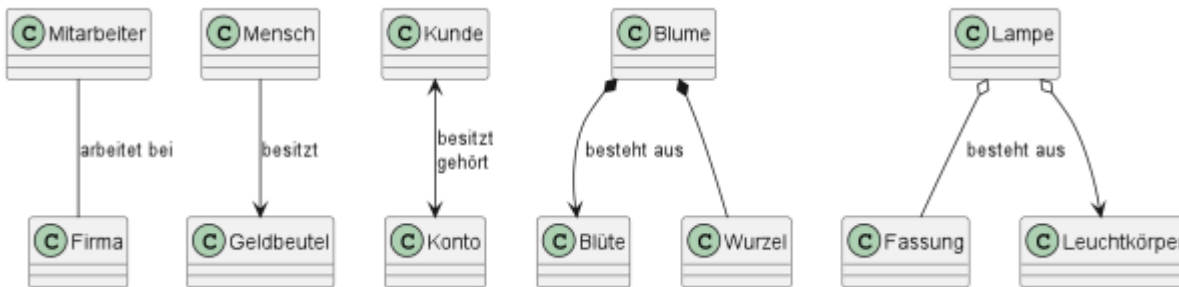 C Mitarbeiter
C Mensch
C Kunde
C Blume
C Lampe
arbeitet bei
besitzt
besitzt
gehört
besteht aus
besteht aus
C Firma
C Geldbeutel
C Konto
C Blüte
C Wurzel
C Fassung
C Leuchtkörpe